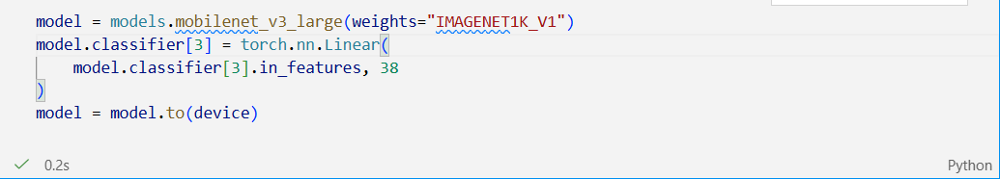 model = models.mobilenet_v3_large(weights="IMAGENET1K_V1")
model.classifier[3] = torch.nn.Linear(
    model.classifier[3].in_features, 38
)
model = model.to(device)
0.2s
Python